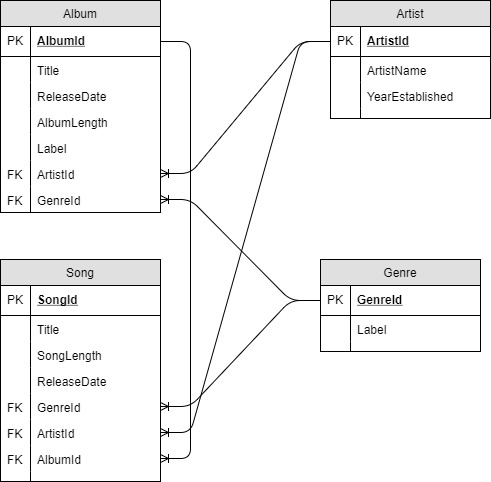 Album
PK AlbumId
Title
ReleaseDate
AlbumLength
Label
FK ArtistId
FK GenreId
Artist
PK ArtistId
ArtistName
YearEstablished
Song
PK SongId
Title
SongLength
ReleaseDate
FK GenreId
FK ArtistId
FK AlbumId
Genre
PK GenreId
Label